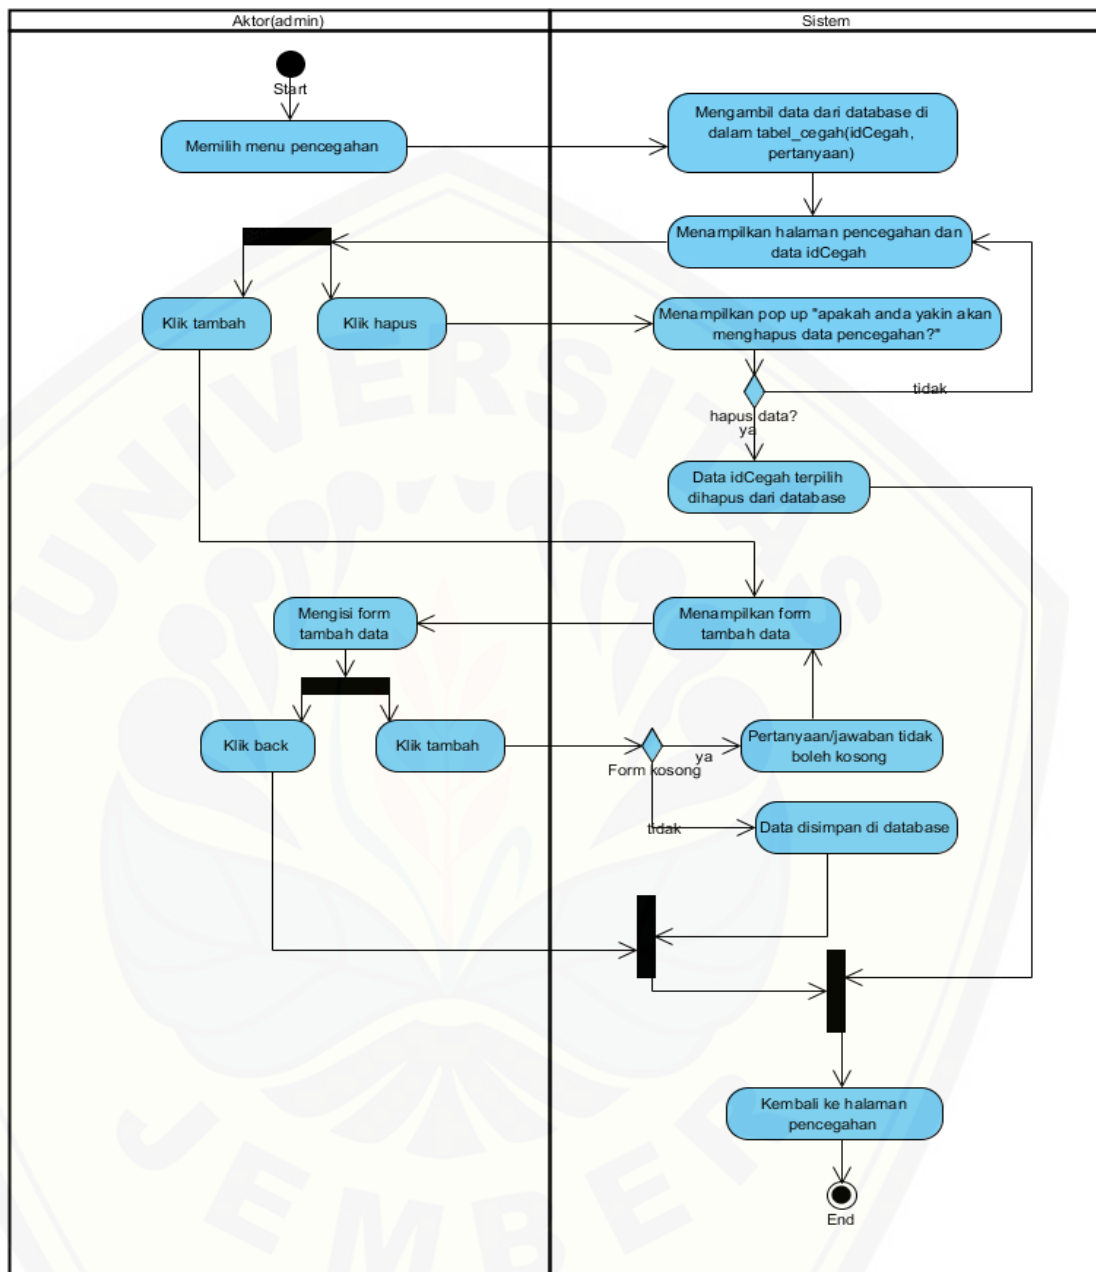 Aktor(admin)
Sistem
Start
Memilih menu pencegahan
Mengambil data dari database di
dalam tabel_cegah(idCegah,
pertanyaan)
Menampilkan halaman pencegahan dan
data idCegah
Klik tambah
Klik hapus
Menampilkan pop up "apakah anda yakin akan
menghapus data pencegahan?"
tidak
hapus data?
ya
Data idCegah terpilih
dihapus dari database
Mengisi form
tambah data
Menampilkan form
tambah data
Klik back
Klik tambah
Form kosong
ya
Pertanyaan/jawaban tidak
boleh kosong
tidak
Data disimpan di database
Kembali ke halaman
pencegahan
End
UNIVERSITAS
JEMBER